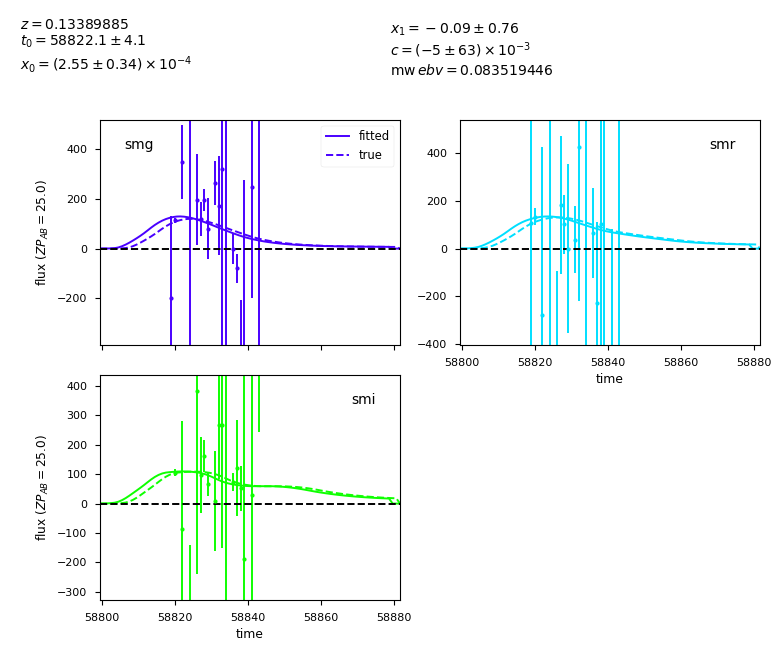 z = 0.13389885
t₀ = 58822.1 ± 4.1
x₀ = (2.55 ± 0.34) × 10⁻⁴
x₁ = −0.09 ± 0.76
c = (−5 ± 63) × 10⁻³
mw ebv = 0.083519446
smg
fitted
true
400
200
0
−200
flux (ZP_AB = 25.0)
smr
400
200
0
−200
−400
58800 58820 58840 58860 58880
time
smi
400
300
200
100
0
−100
−200
−300
flux (ZP_AB = 25.0)
58800 58820 58840 58860 58880
time